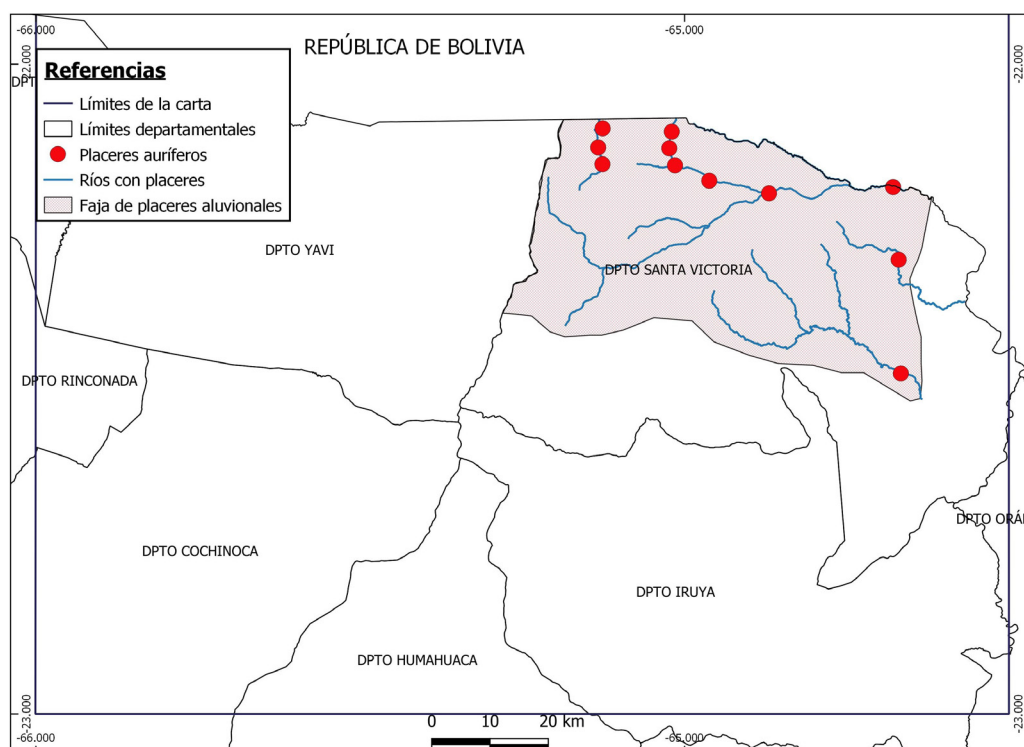 -66.000
-65.000
REPÚBLICA DE BOLIVIA
-22.000
-22.000
DPT
Referencias
Límites de la carta
Límites departamentales
Placeres auríferos
Ríos con placeres
Faja de placeres aluvionales
DPTO YAVI
DPTO SANTA VICTORIA
DPTO RINCONADA
DPTO ORÁ
DPTO COCHINOCA
DPTO IRUYA
DPTO HUMAHUACA
-23.000
-23.000
0 10 20 km
-66.000
-65.000